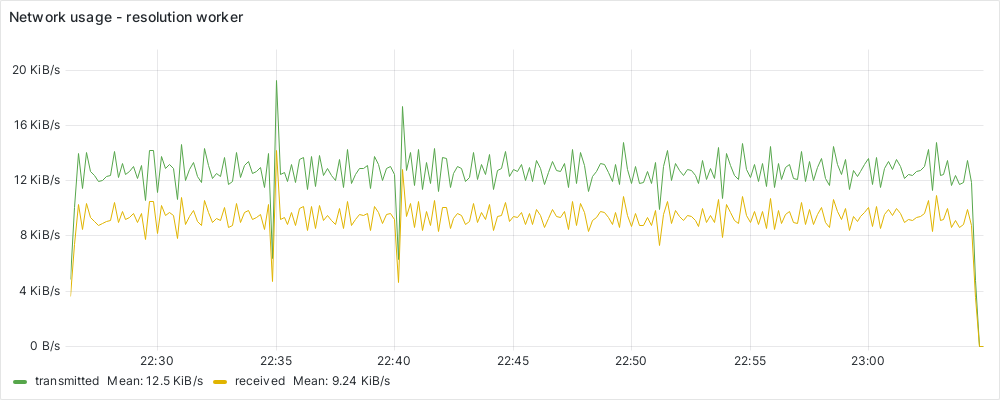 Network usage - resolution worker
20 KiB/s
16 KiB/s
12 KiB/s
8 KiB/s
4 KiB/s
0 B/s
22:30 22:35 22:40 22:45 22:50 22:55 23:00
transmitted Mean: 12.5 KiB/s received Mean: 9.24 KiB/s